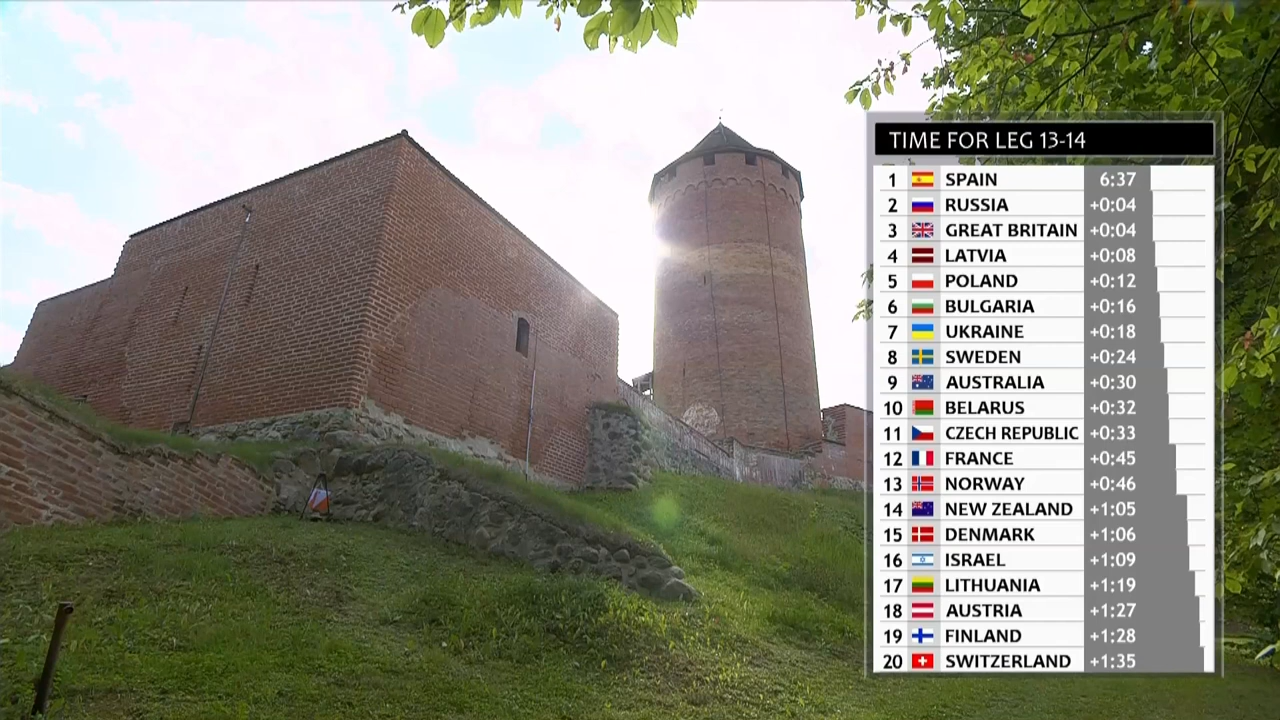 TIME FOR LEG 13-14
1 SPAIN 6:37
2 RUSSIA +0:04
3 GREAT BRITAIN +0:04
4 LATVIA +0:08
5 POLAND +0:12
6 BULGARIA +0:16
7 UKRAINE +0:18
8 SWEDEN +0:24
9 AUSTRALIA +0:30
10 BELARUS +0:32
11 CZECH REPUBLIC +0:33
12 FRANCE +0:45
13 NORWAY +0:46
14 NEW ZEALAND +1:05
15 DENMARK +1:06
16 ISRAEL +1:09
17 LITHUANIA +1:19
18 AUSTRIA +1:27
19 FINLAND +1:28
20 SWITZERLAND +1:35